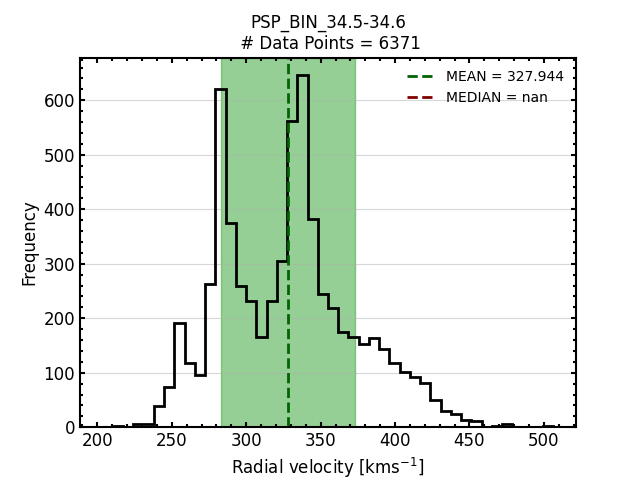 PSP_BIN_34.5-34.6
# Data Points = 6371
MEAN = 327.944
MEDIAN = nan
600
500
400
300
200
100
0
Frequency
200 250 300 350 400 450 500
Radial velocity [kms⁻¹]